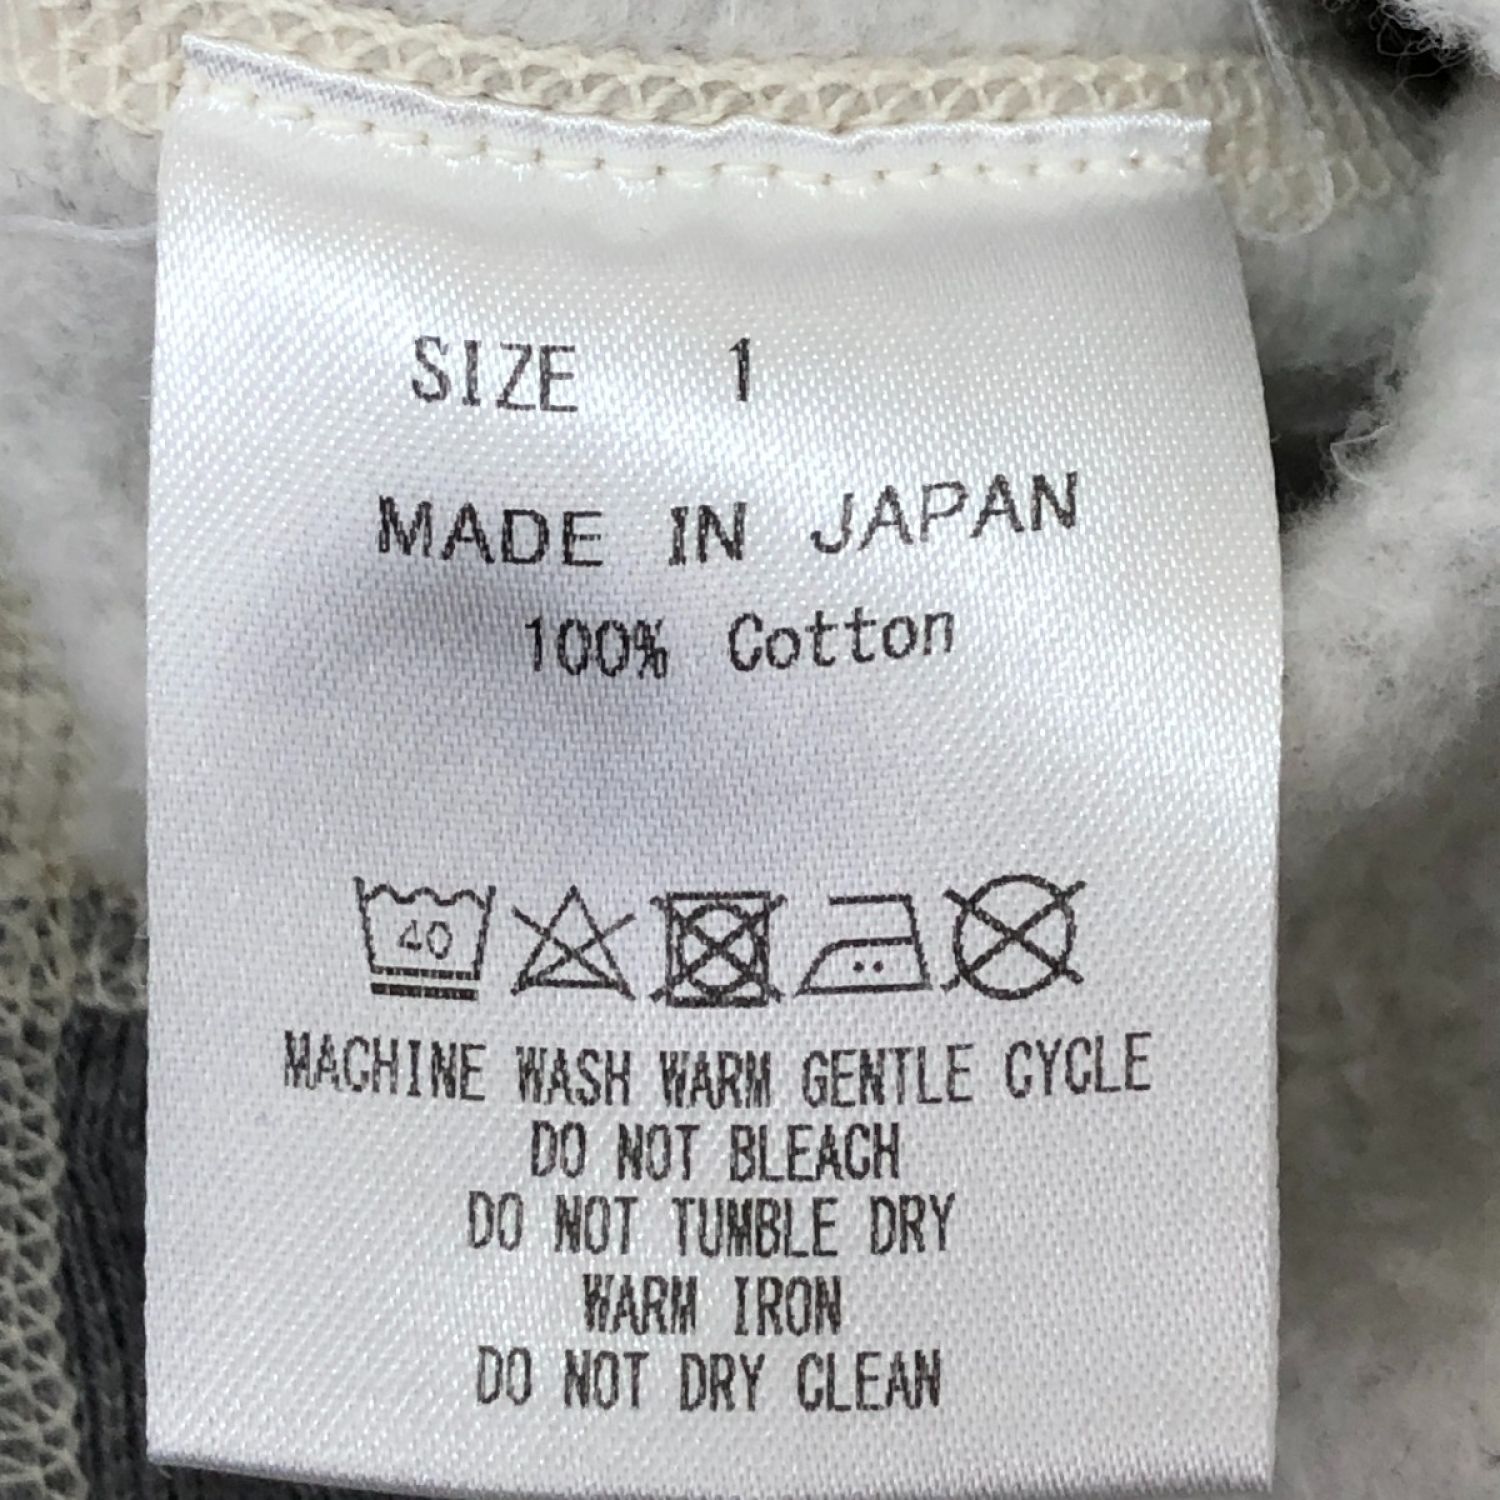 SIZE 1
MADE IN JAPAN
100% Cotton
40
MACHINE WASH WARM GENTLE CYCLE
DO NOT BLEACH
DO NOT TUMBLE DRY
WARM IRON
DO NOT DRY CLEAN